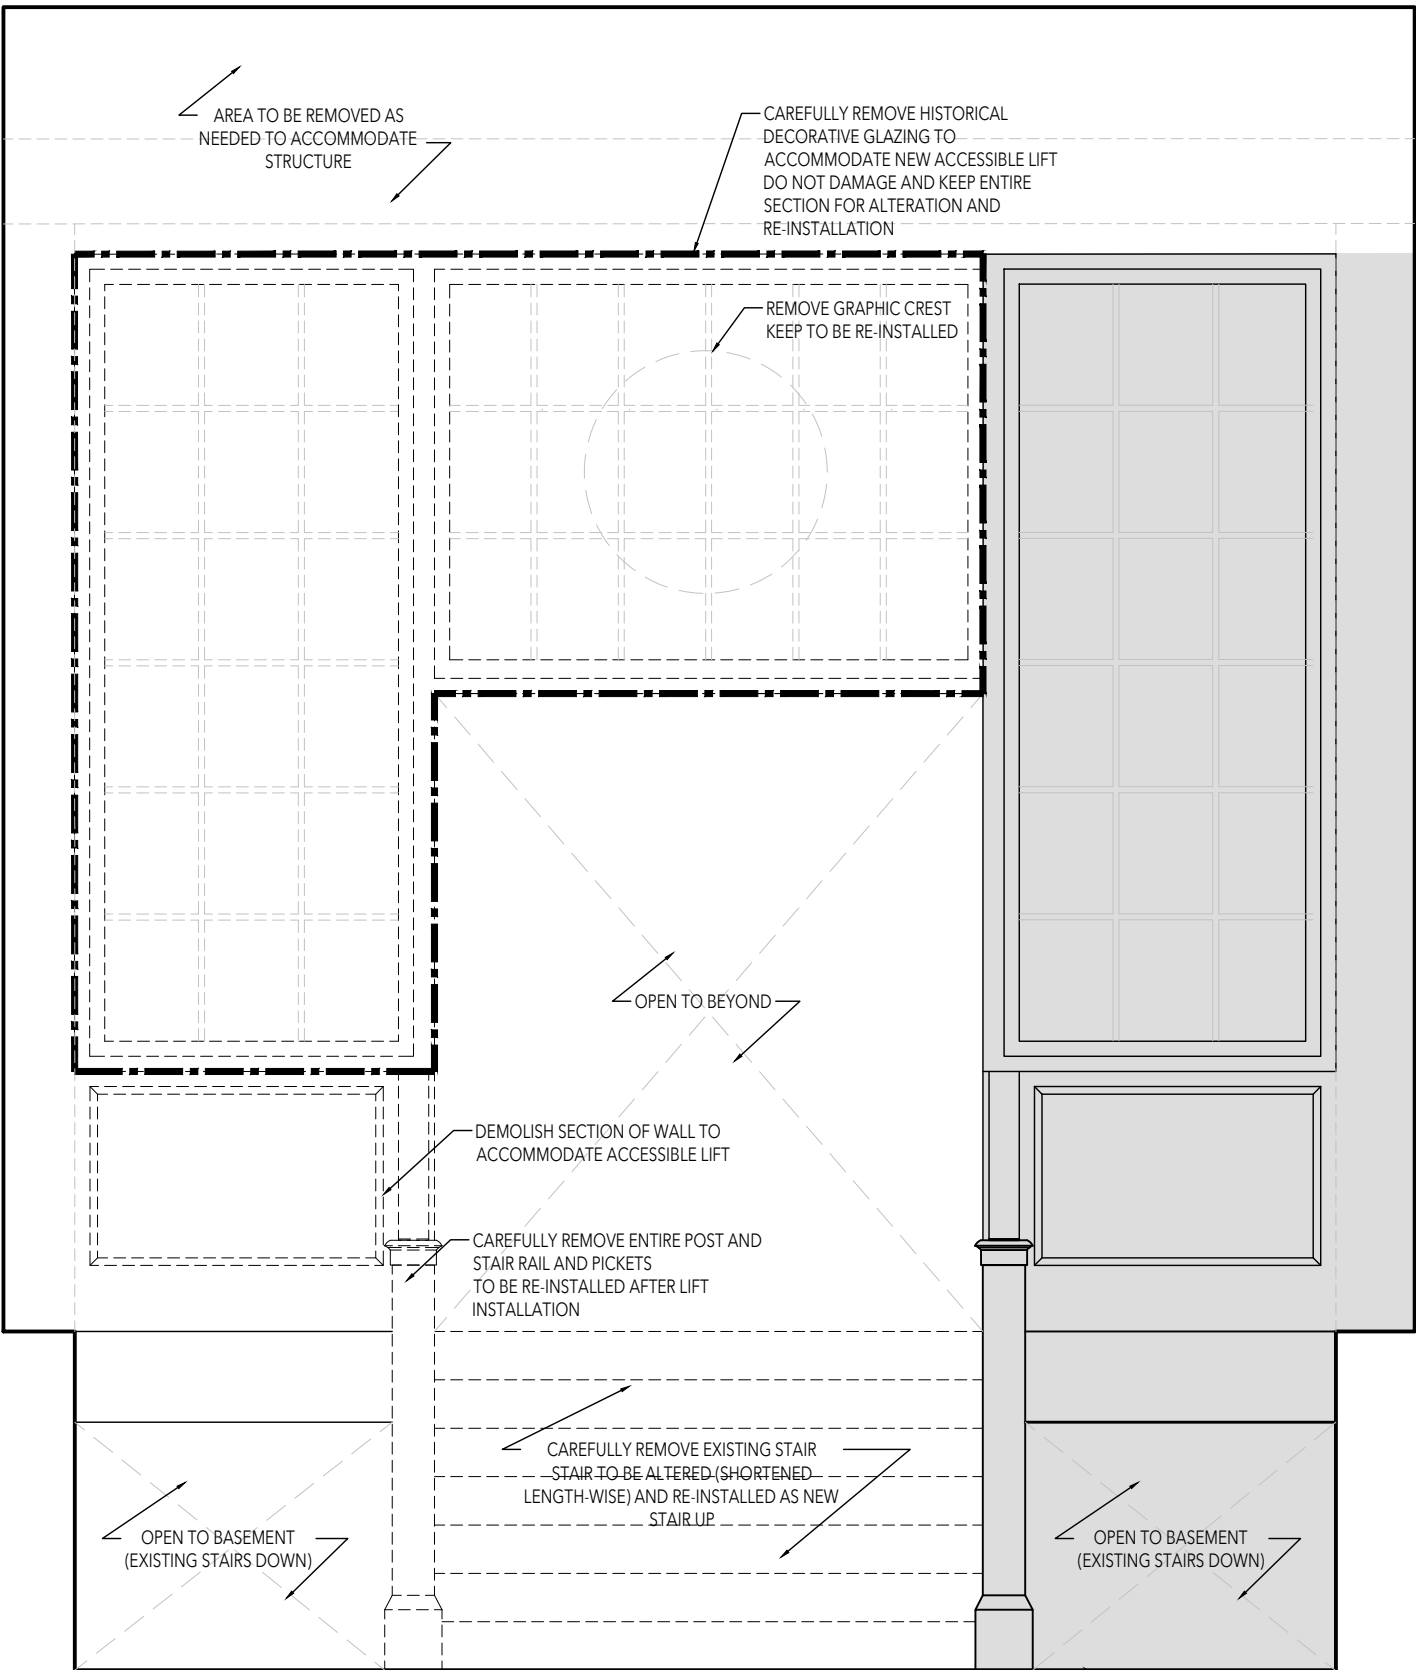 AREA TO BE REMOVED AS
NEEDED TO ACCOMMODATE
STRUCTURE
CAREFULLY REMOVE HISTORICAL
DECORATIVE GLAZING TO
ACCOMMODATE NEW ACCESSIBLE LIFT
DO NOT DAMAGE AND KEEP ENTIRE
SECTION FOR ALTERATION AND
RE-INSTALLATION
REMOVE GRAPHIC CREST
KEEP TO BE RE-INSTALLED
OPEN TO BEYOND
DEMOLISH SECTION OF WALL TO
ACCOMMODATE ACCESSIBLE LIFT
CAREFULLY REMOVE ENTIRE POST AND
STAIR RAIL AND PICKETS
TO BE RE-INSTALLED AFTER LIFT
INSTALLATION
CAREFULLY REMOVE EXISTING STAIR
STAIR TO BE ALTERED (SHORTENED
LENGTH-WISE) AND RE-INSTALLED AS NEW
STAIR UP
OPEN TO BASEMENT
(EXISTING STAIRS DOWN)
OPEN TO BASEMENT
(EXISTING STAIRS DOWN)